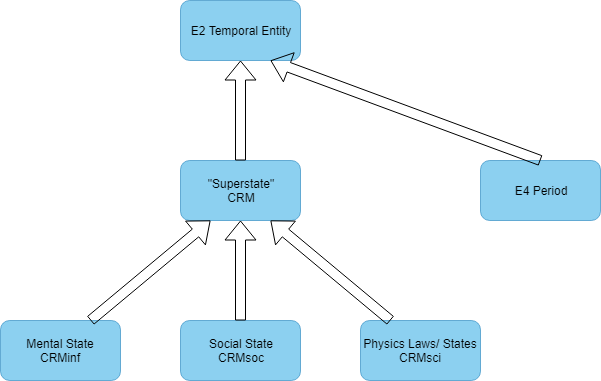 E2 Temporal Entity
"Superstate"
CRM
E4 Period
Mental State
CRMinf
Social State
CRMsoc
Physics Laws/ States
CRMsci